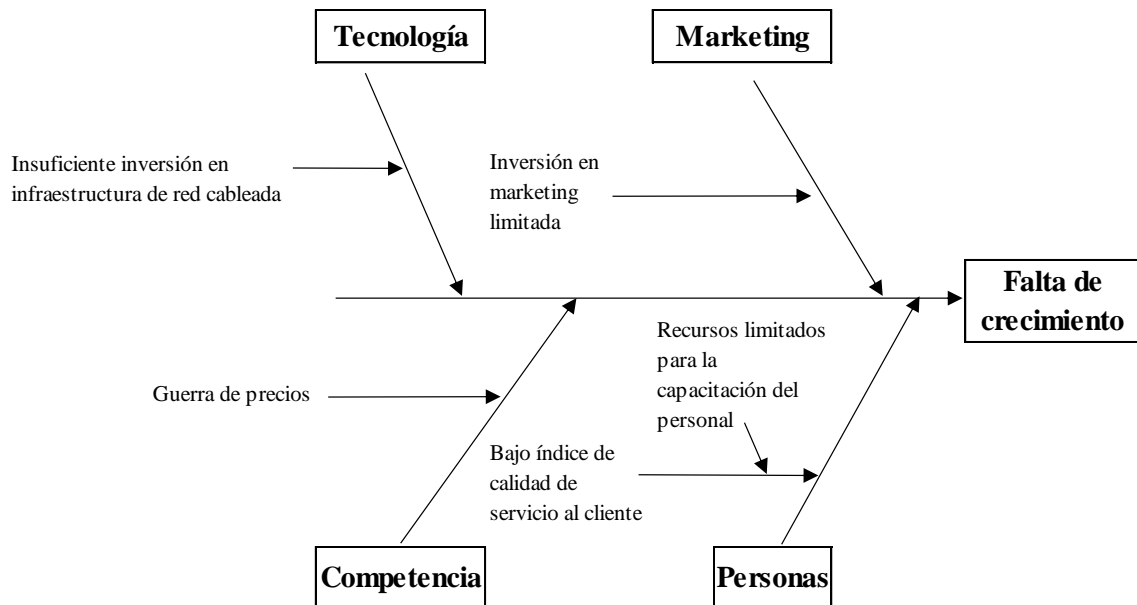 Tecnología
Marketing
Insuficiente inversión en
infraestructura de red cableada
Inversión en
marketing
limitada
Falta de
crecimiento
Recursos limitados
para la
capacitación del
personal
Guerra de precios
Bajo índice de
calidad de
servicio al cliente
Competencia
Personas